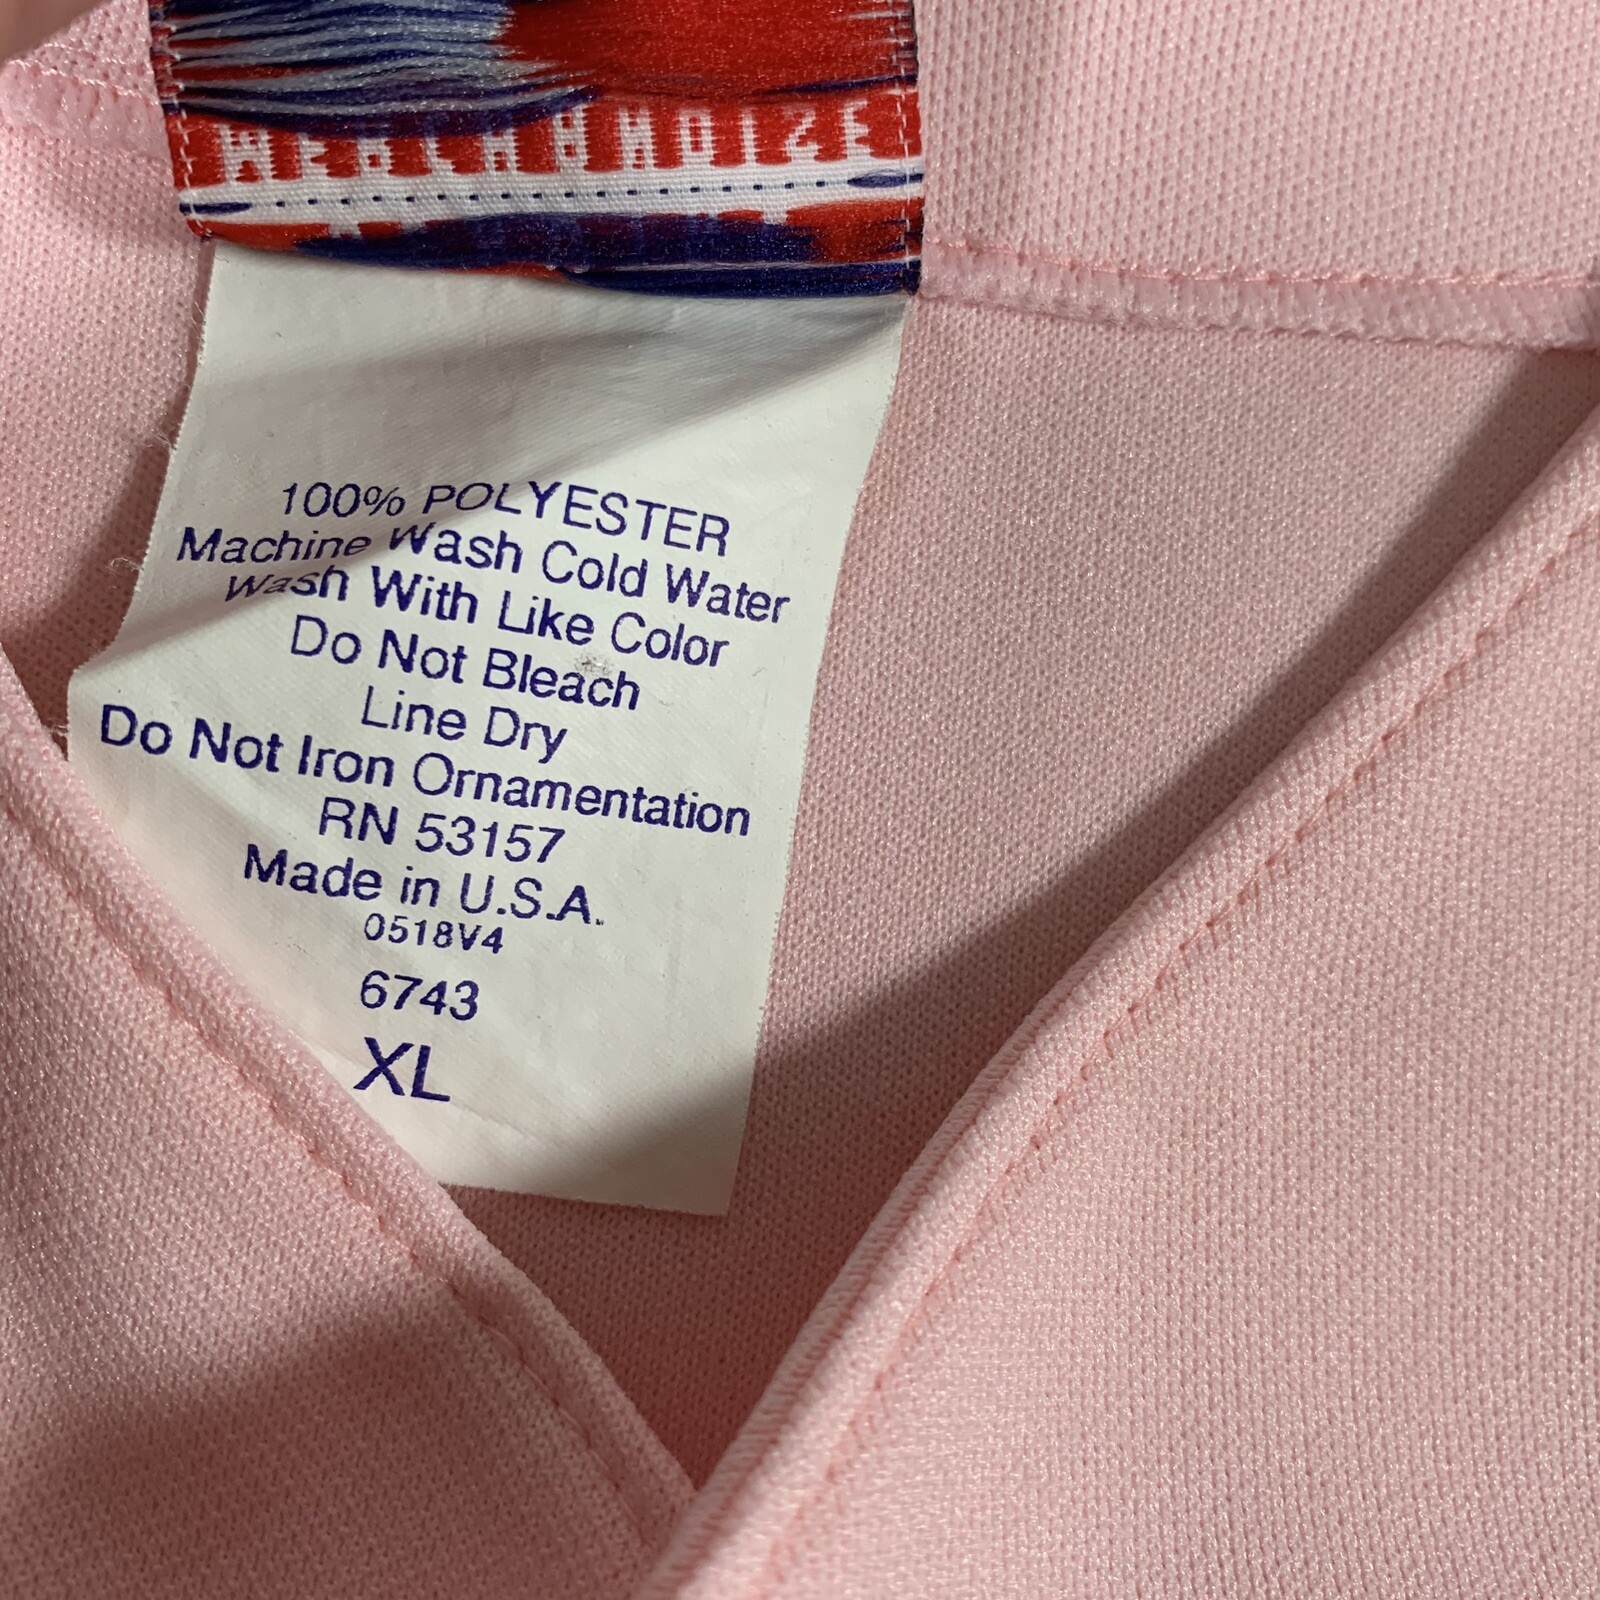 100% POLYESTER
Machine Wash Cold Water
Wash With Like Color
Do Not Bleach
Line Dry
Do Not Iron Ornamentation
RN 53157
Made in U.S.A.
0518V4
6743
XL